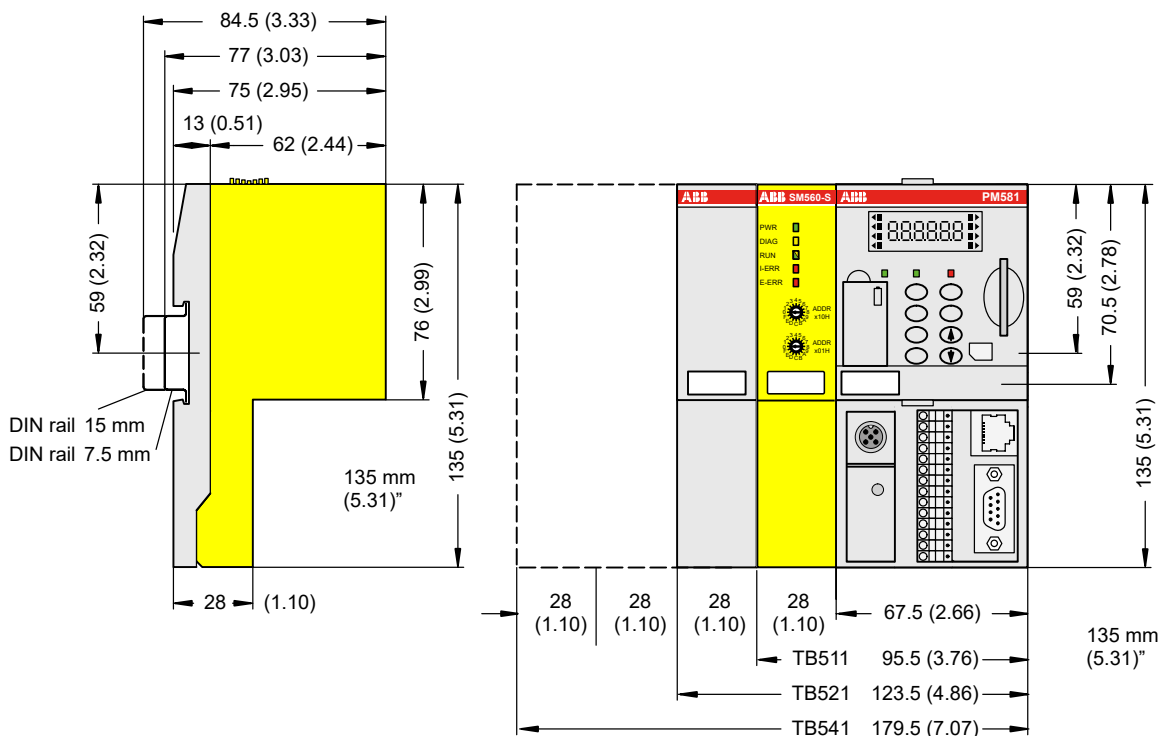 84.5 (3.33)
77 (3.03)
75 (2.95)
13 (0.51)
62 (2.44)
59 (2.32)
76 (2.99)
135 (5.31)
DIN rail 15 mm
DIN rail 7.5 mm
135 mm
(5.31)”
28 (1.10)
ABB
ABB SM560-S
ABB PM581
PWR
DIAG
RUN
I-ERR
E-ERR
ADDR
x10H
ADDR
x01H
59 (2.32)
70.5 (2.78)
135 (5.31)
28
(1.10)
28
(1.10)
28
(1.10)
28
(1.10)
67.5 (2.66)
135 mm
(5.31)”
TB511 95.5 (3.76)
TB521 123.5 (4.86)
TB541 179.5 (7.07)